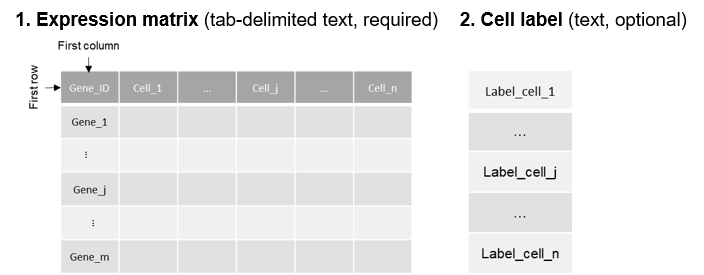 1. Expression matrix (tab-delimited text, required)
2. Cell label (text, optional)
First column
First row
Gene_ID Cell_1 ... Cell_j ... Cell_n
Gene_1
⋮
Gene_j
⋮
Gene_m
Label_cell_1
...
Label_cell_j
...
Label_cell_n